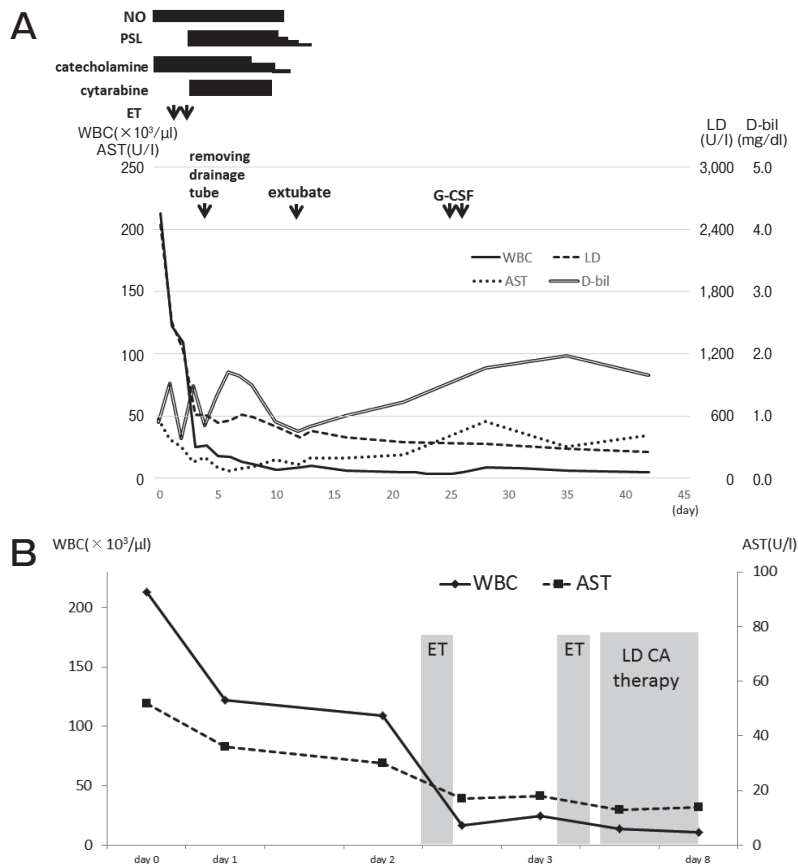 A
NO
PSL
catecholamine
cytarabine
ET
WBC(×10³/μl)
AST(U/l)
LD
(U/l)
D-bil
(mg/dl)
removing
drainage
tube
extubate
G-CSF
250
200
150
100
50
0
3,000
2,400
1,800
1,200
600
0
5.0
4.0
3.0
2.0
1.0
0.0
WBC
LD
AST
D-bil
0 5 10 15 20 25 30 35 40 45
(day)
B
WBC(×10³/μl)
AST(U/l)
WBC
AST
200
150
100
50
0
100
80
60
40
20
0
ET
ET
LD CA
therapy
day 0 day 1 day 2 day 3 day 8